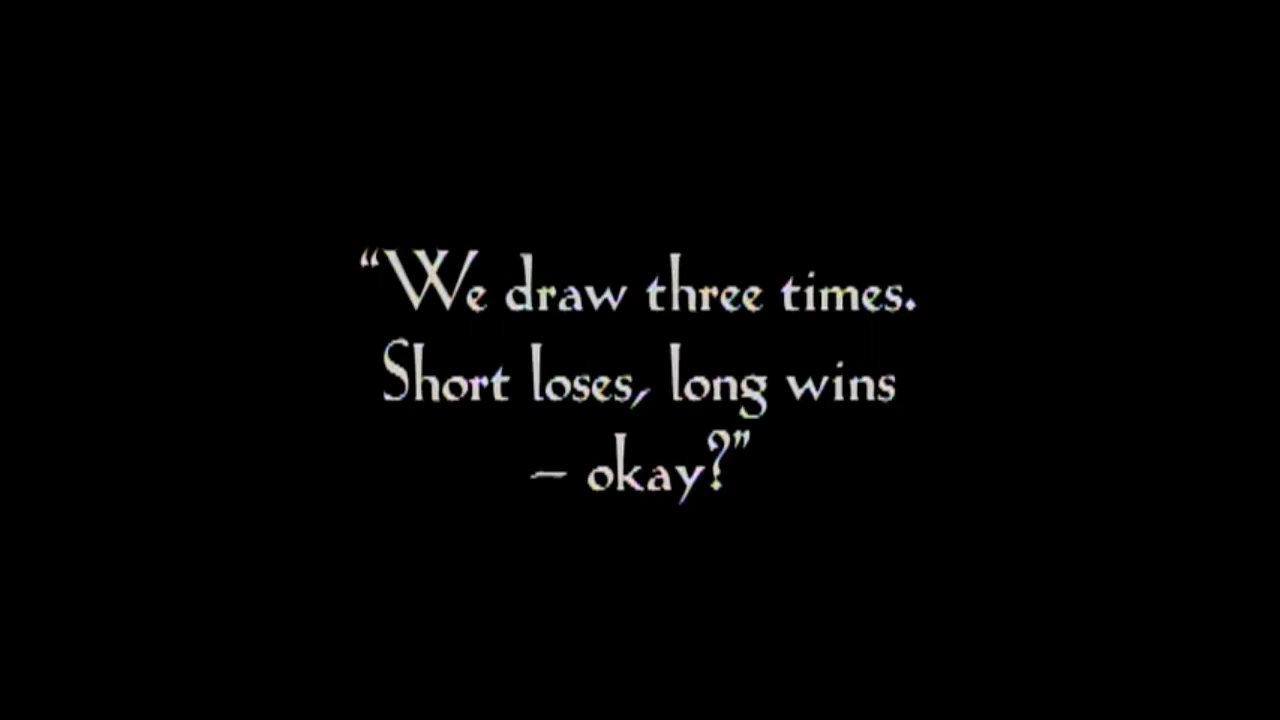 “We draw three times.
Short loses, long wins
– okay?”